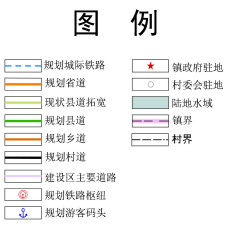 图 例
规划城际铁路
规划省道
现状县道拓宽
规划县道
规划乡道
规划村道
建设区主要道路
规划铁路枢纽
规划游客码头
镇政府驻地
村委会驻地
陆地水域
镇界
村界